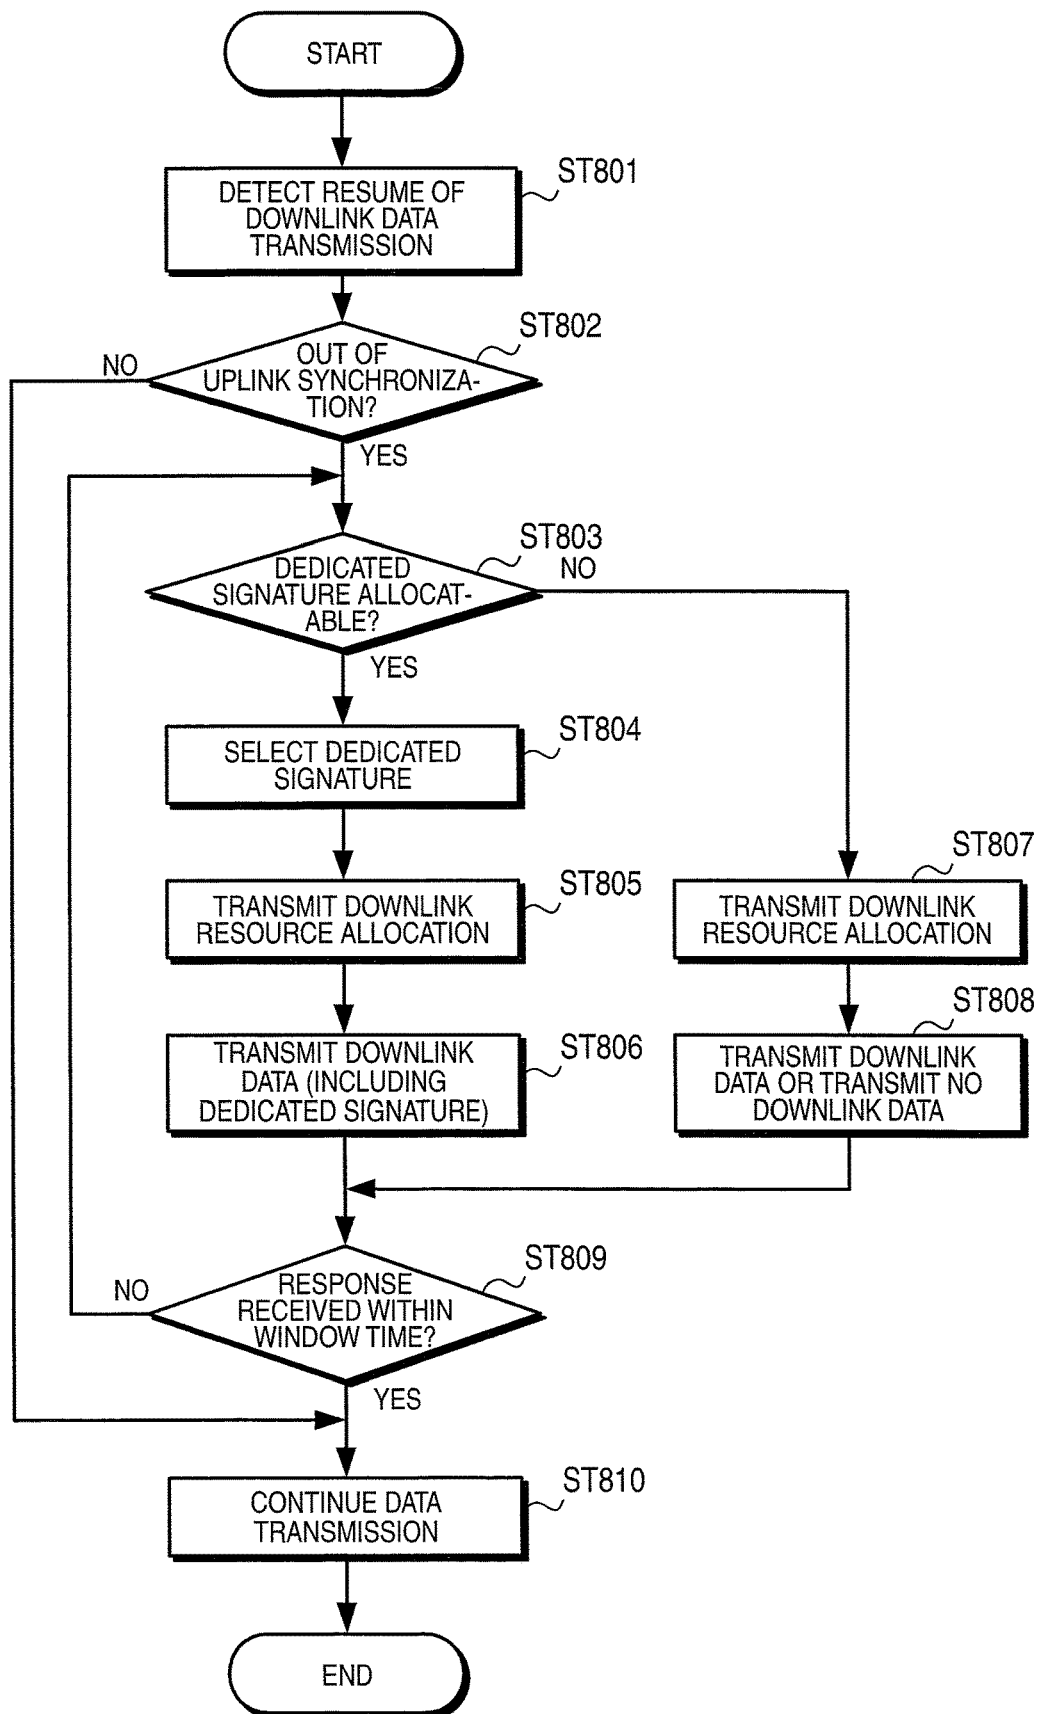 START
ST801
DETECT RESUME OF
DOWNLINK DATA
TRANSMISSION
ST802
NO
OUT OF
UPLINK SYNCHRONIZA-
TION?
YES
ST803
NO
DEDICATED
SIGNATURE ALLOCAT-
ABLE?
YES
ST804
SELECT DEDICATED
SIGNATURE
ST805
TRANSMIT DOWNLINK
RESOURCE ALLOCATION
ST807
TRANSMIT DOWNLINK
RESOURCE ALLOCATION
ST806
TRANSMIT DOWNLINK
DATA (INCLUDING
DEDICATED SIGNATURE)
ST808
TRANSMIT DOWNLINK
DATA OR TRANSMIT NO
DOWNLINK DATA
ST809
NO
RESPONSE
RECEIVED WITHIN
WINDOW TIME?
YES
ST810
CONTINUE DATA
TRANSMISSION
END